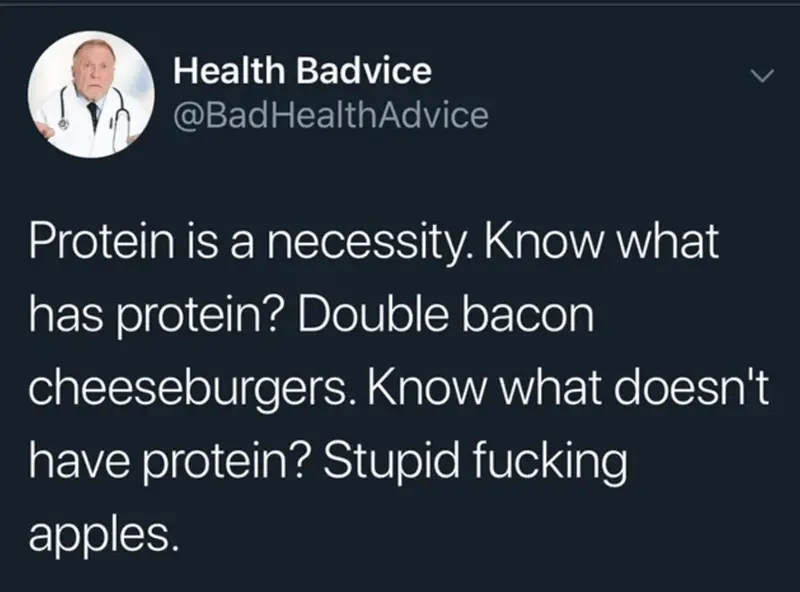 Health Badvice
@BadHealthAdvice
Protein is a necessity. Know what
has protein? Double bacon
cheeseburgers. Know what doesn't
have protein? Stupid fucking
apples.